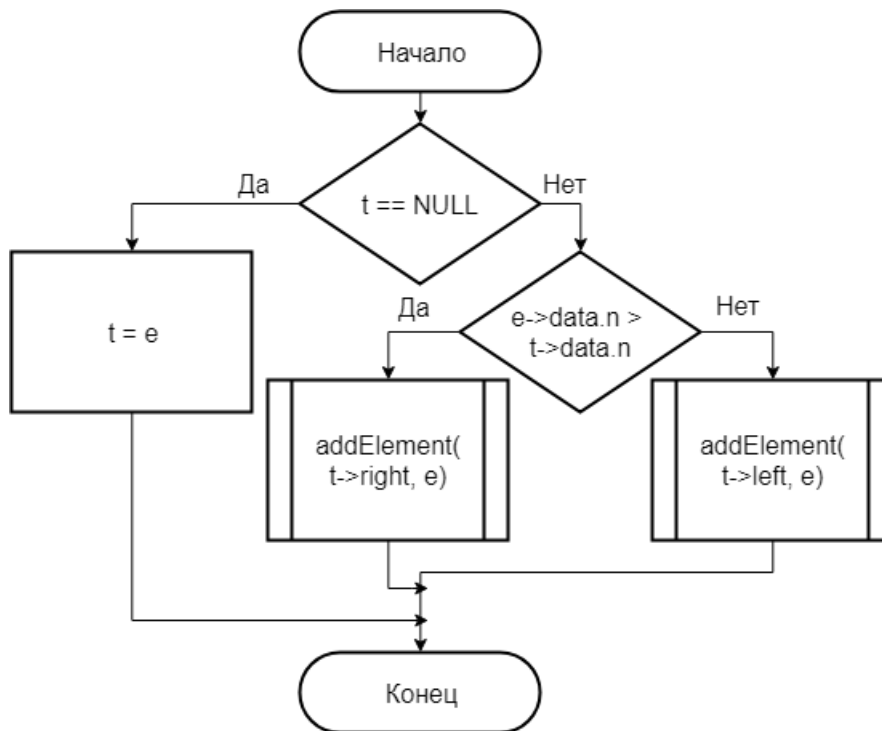 Начало
Да
t == NULL
Нет
t = e
Да
e->data.n >
t->data.n
Нет
addElement(
t->right, e)
addElement(
t->left, e)
Конец